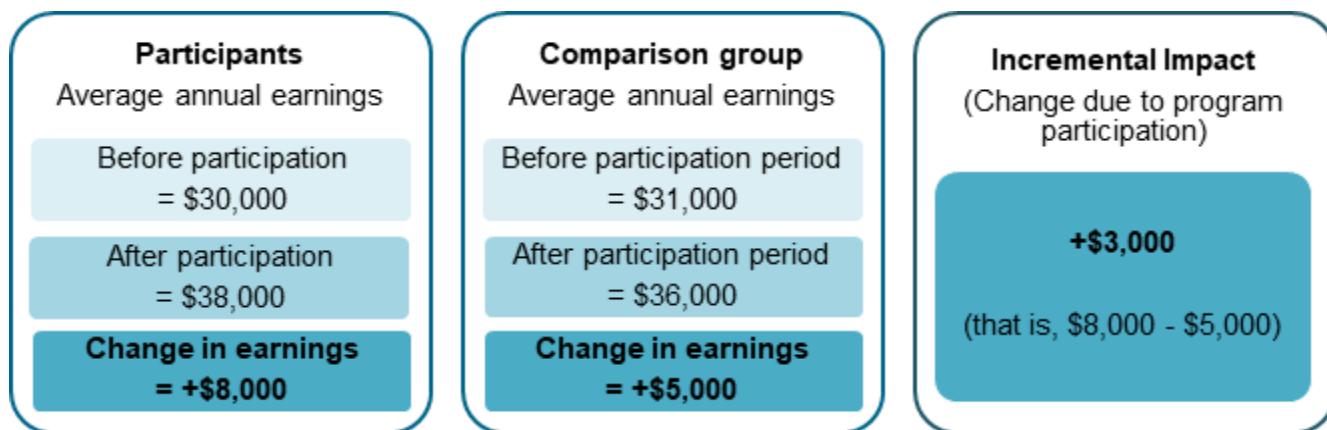 Participants
Average annual earnings
Before participation
= $30,000
After participation
= $38,000
Change in earnings
= +$8,000
Comparison group
Average annual earnings
Before participation period
= $31,000
After participation period
= $36,000
Change in earnings
= +$5,000
Incremental Impact
(Change due to program
participation)
+$3,000
(that is, $8,000 - $5,000)